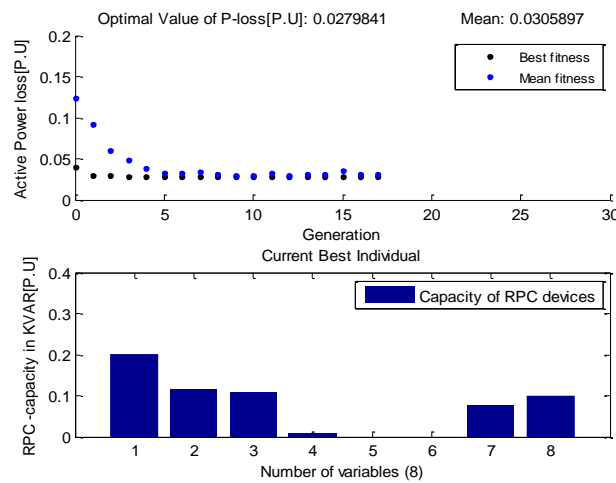 Optimal Value of P-loss[P.U]: 0.0279841 Mean: 0.0305897
Active Power loss[P.U]
0.2
0.15
0.1
0.05
0
Best fitness
Mean fitness
0 5 10 15 20 25 30
Generation
Current Best Individual
RPC -capacity in KVAR[P.U]
0.4
0.3
0.2
0.1
0
Capacity of RPC devices
1 2 3 4 5 6 7 8
Number of variables (8)